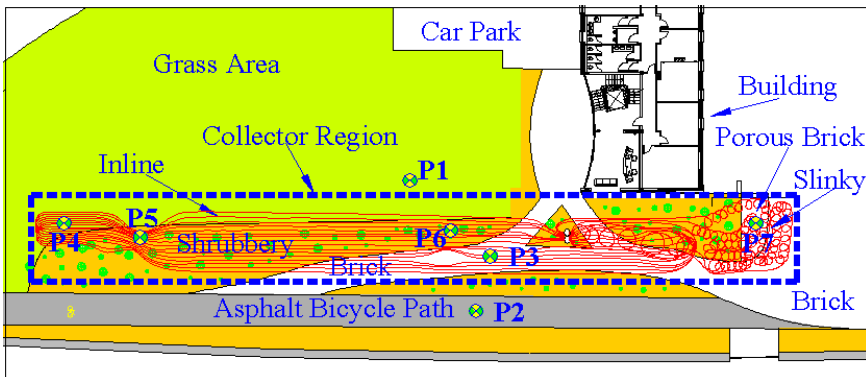 Car Park
Grass Area
Building
Collector Region
Porous Brick
Inline
P1
Slinky
P4
P5
P6
P7
Shrubbery
P3
Brick
Asphalt Bicycle Path
P2
Brick